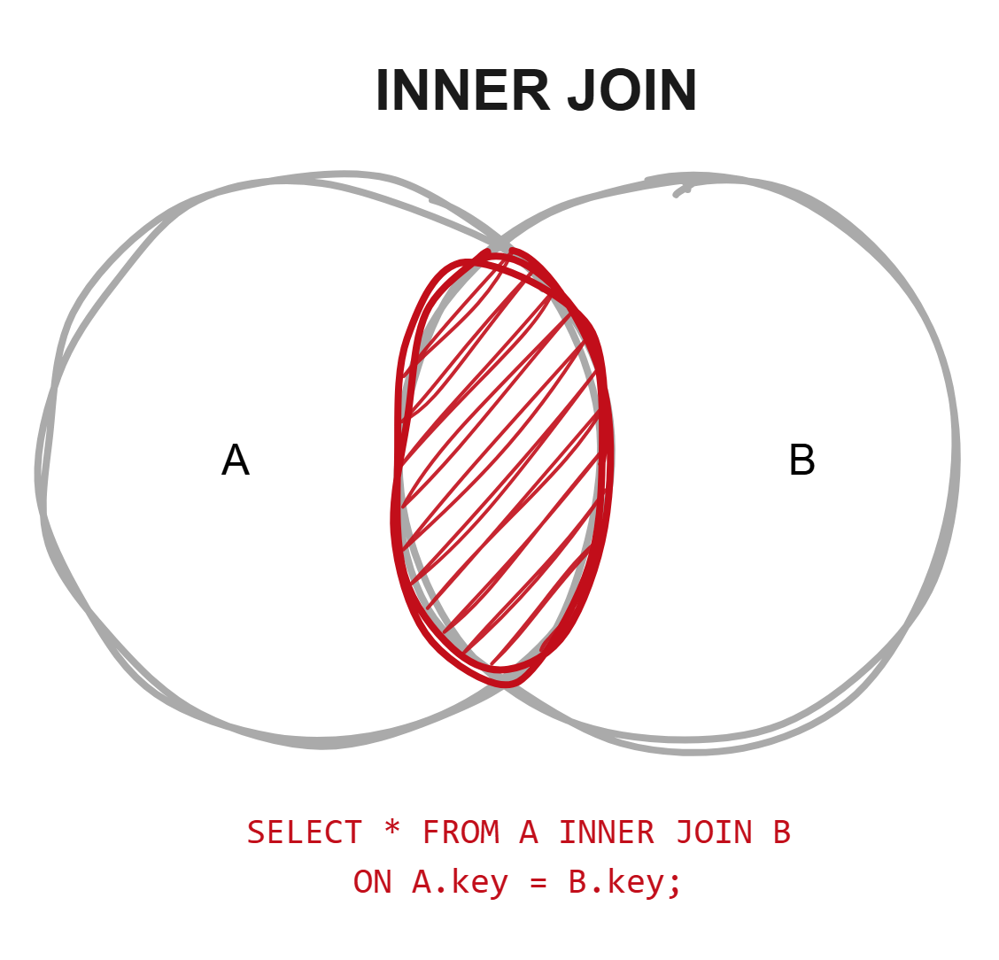 INNER JOIN
A
B
SELECT * FROM A INNER JOIN B
ON A.key = B.key;